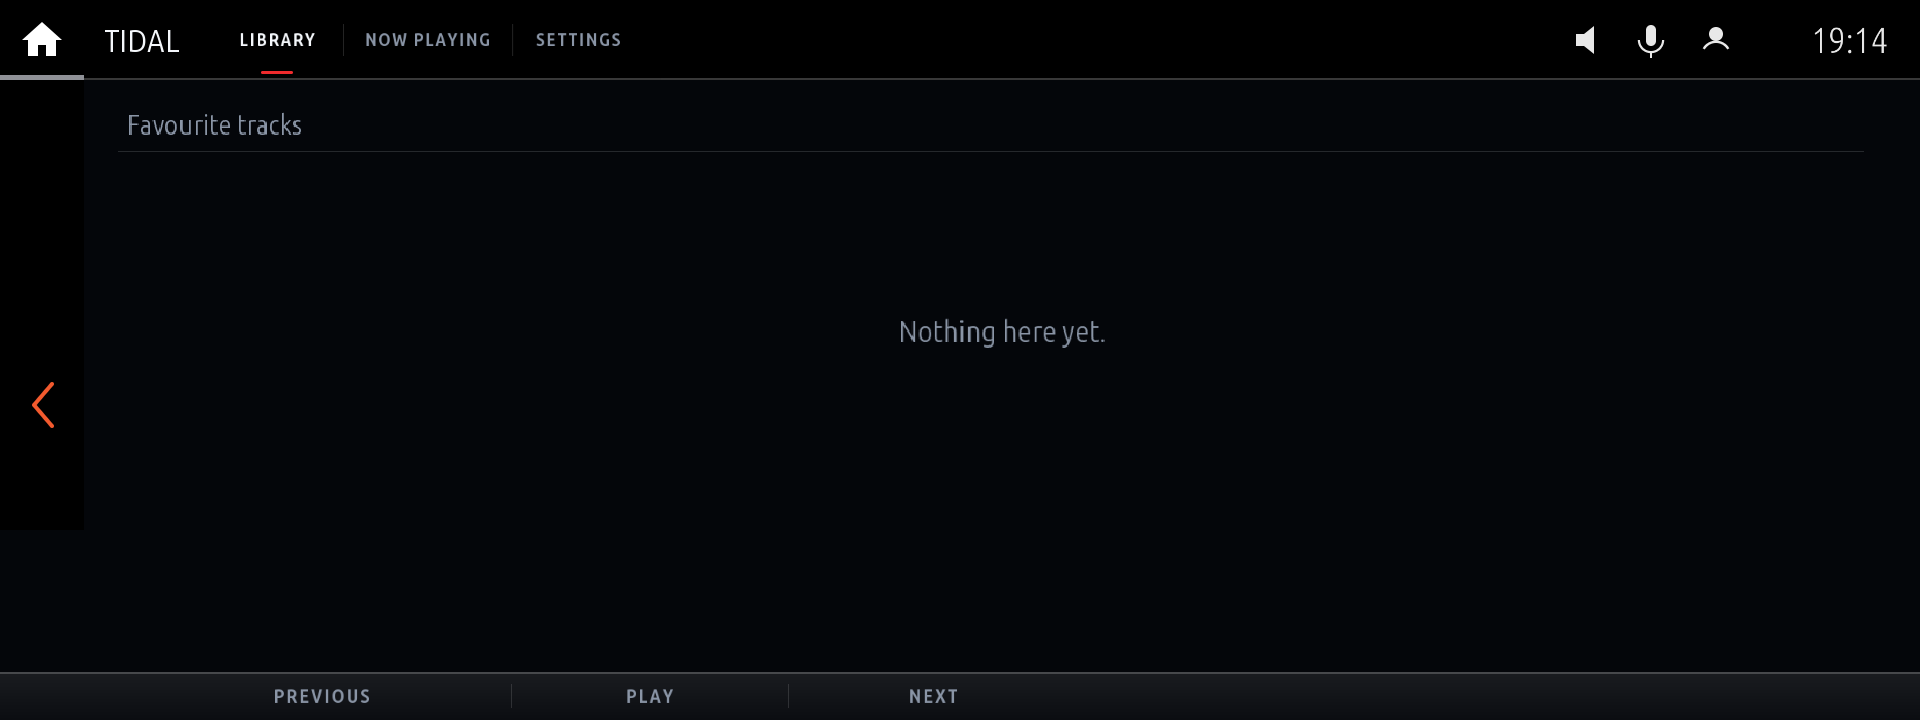 TIDAL
LIBRARY
NOW PLAYING
SETTINGS
19:14
Favourite tracks
Nothing here yet.
PREVIOUS
PLAY
NEXT